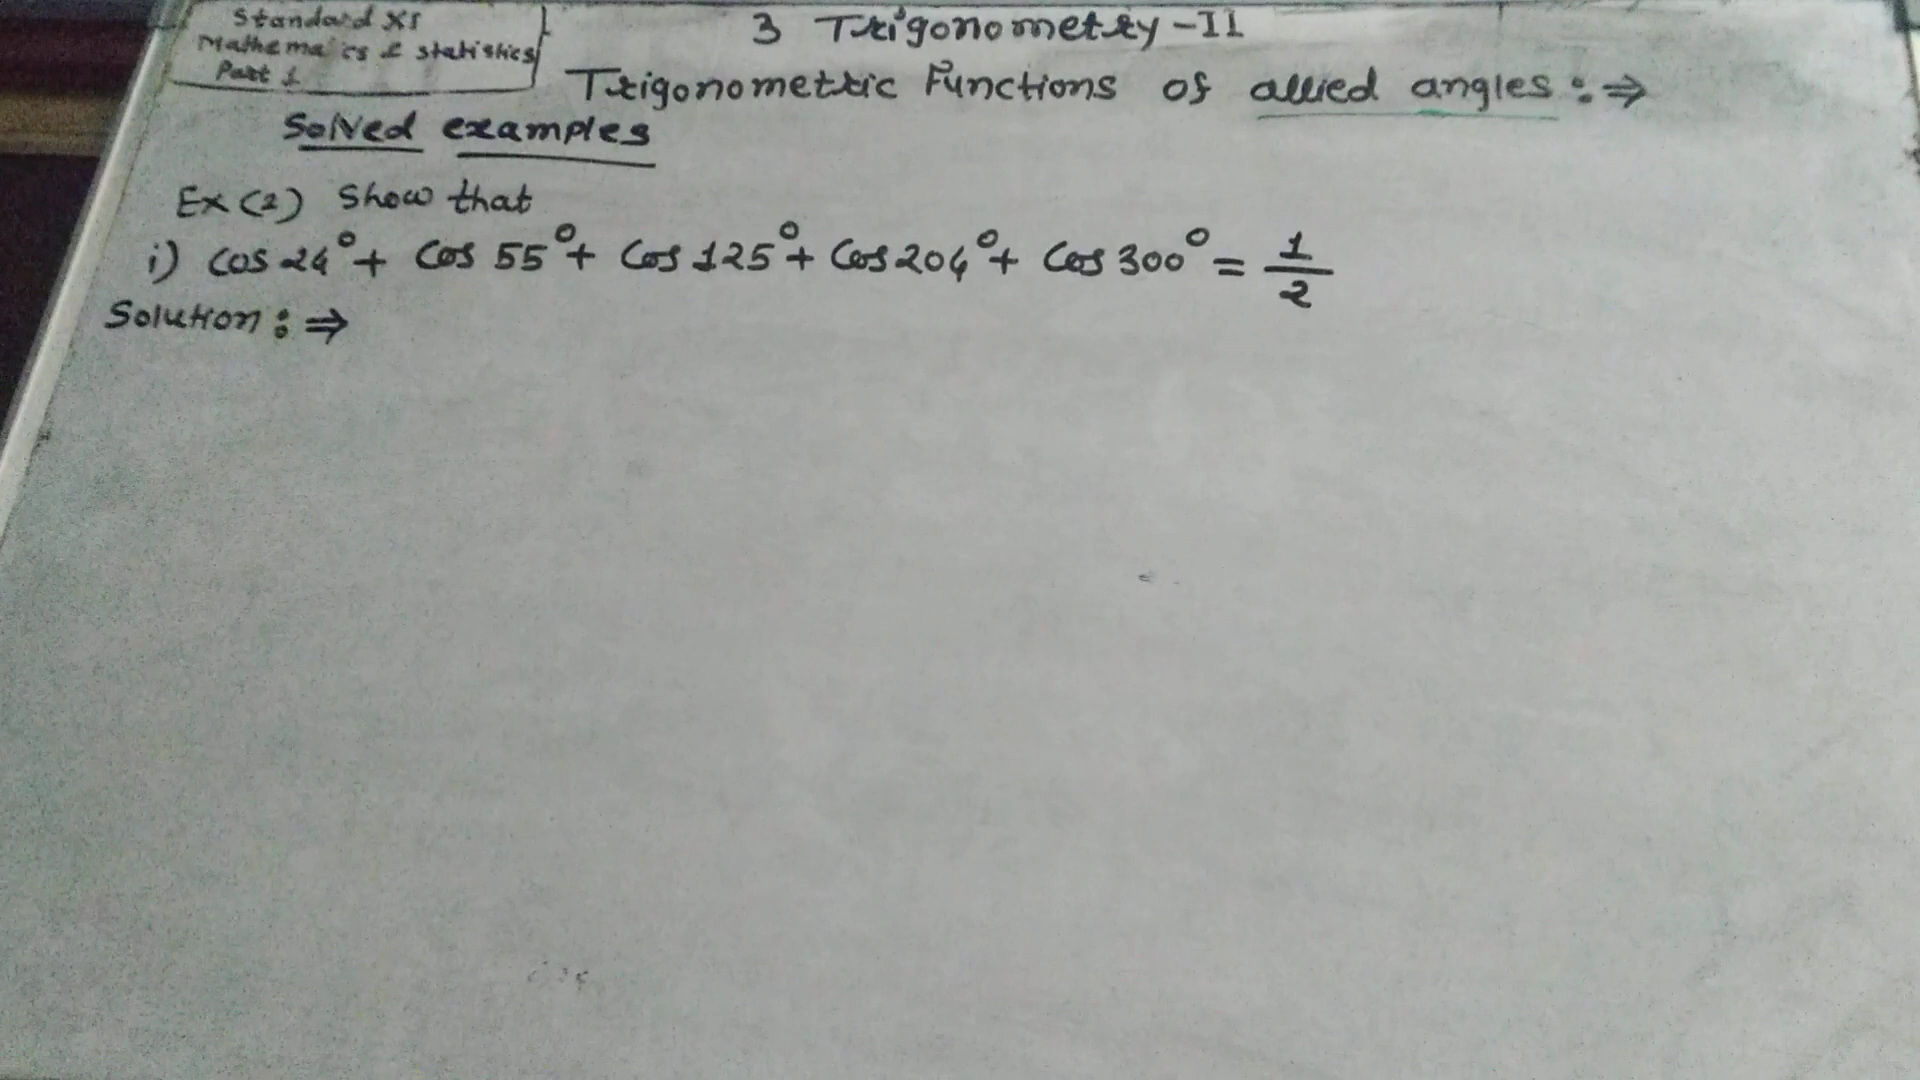 Standard XI
Mathematics & statistics
Part 1
3 Trigonometry-II
Trigonometric Functions of allied angles:⇒
Solved examples
Ex (2) Show that
i) cos 24° + cos 55° + cos 125° + cos 204° + cos 300° = 1/2
Solution:⇒